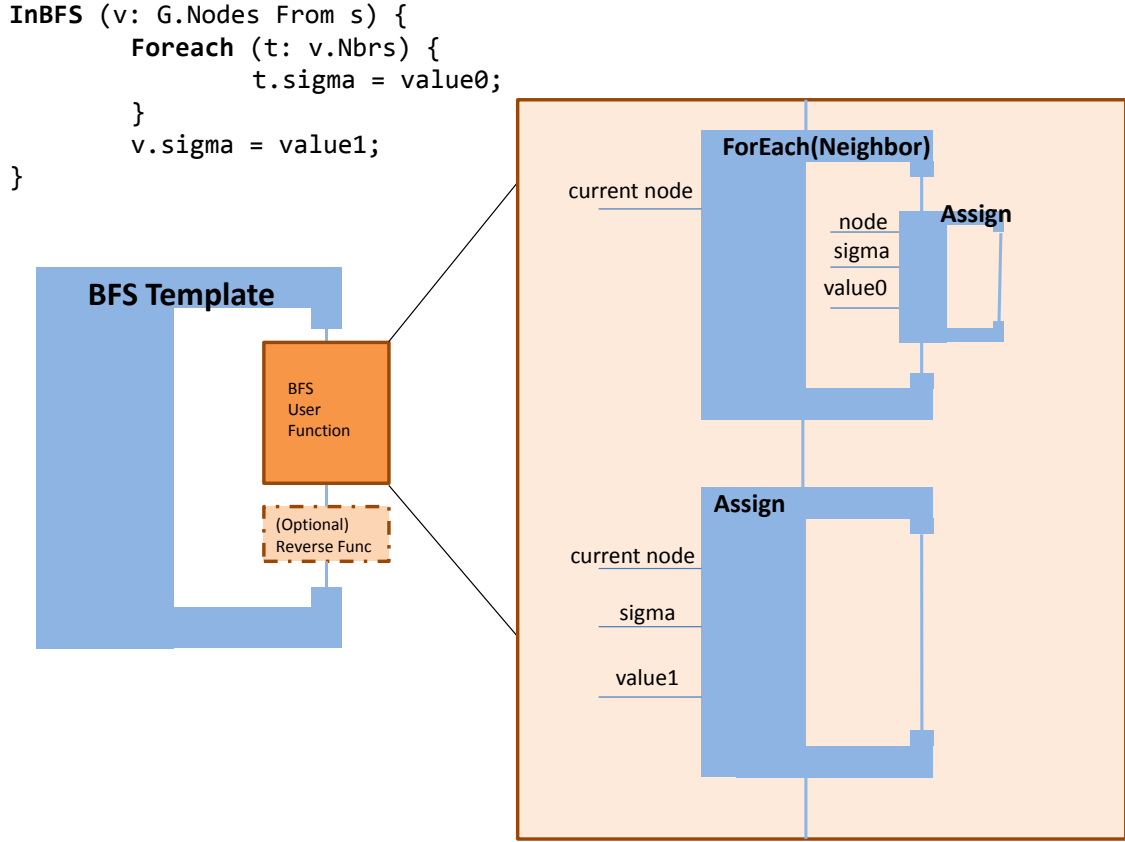 InBFS (v: G.Nodes From s) {
Foreach (t: v.Nbrs) {
t.sigma = value0;
}
v.sigma = value1;
}
BFS Template
BFS
User
Function
(Optional)
Reverse Func
ForEach(Neighbor)
current node
Assign
node
sigma
value0
Assign
current node
sigma
value1